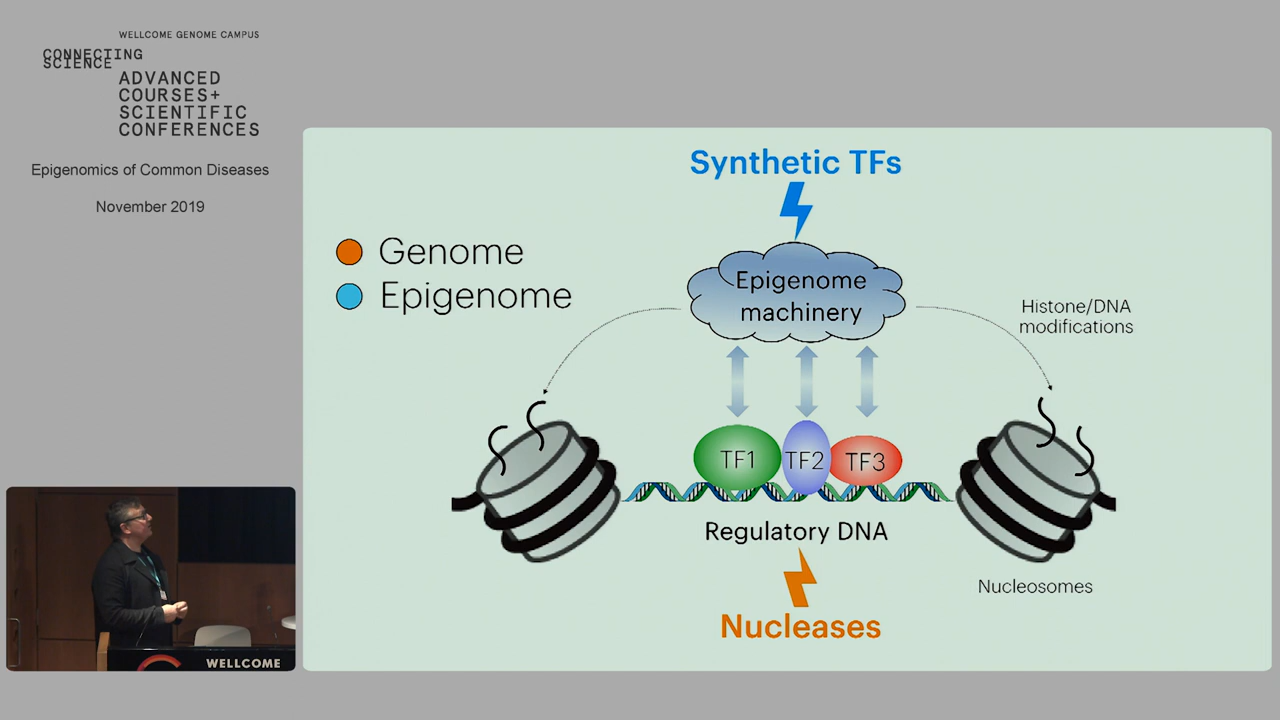 WELLCOME GENOME CAMPUS
CONNECTING
SCIENCE
ADVANCED
COURSES+
SCIENTIFIC
CONFERENCES
Epigenomics of Common Diseases
November 2019
Synthetic TFs
Genome
Epigenome
Epigenome
machinery
Histone/DNA
modifications
TF1
TF2
TF3
Regulatory DNA
Nucleosomes
Nucleases
WELLCOME